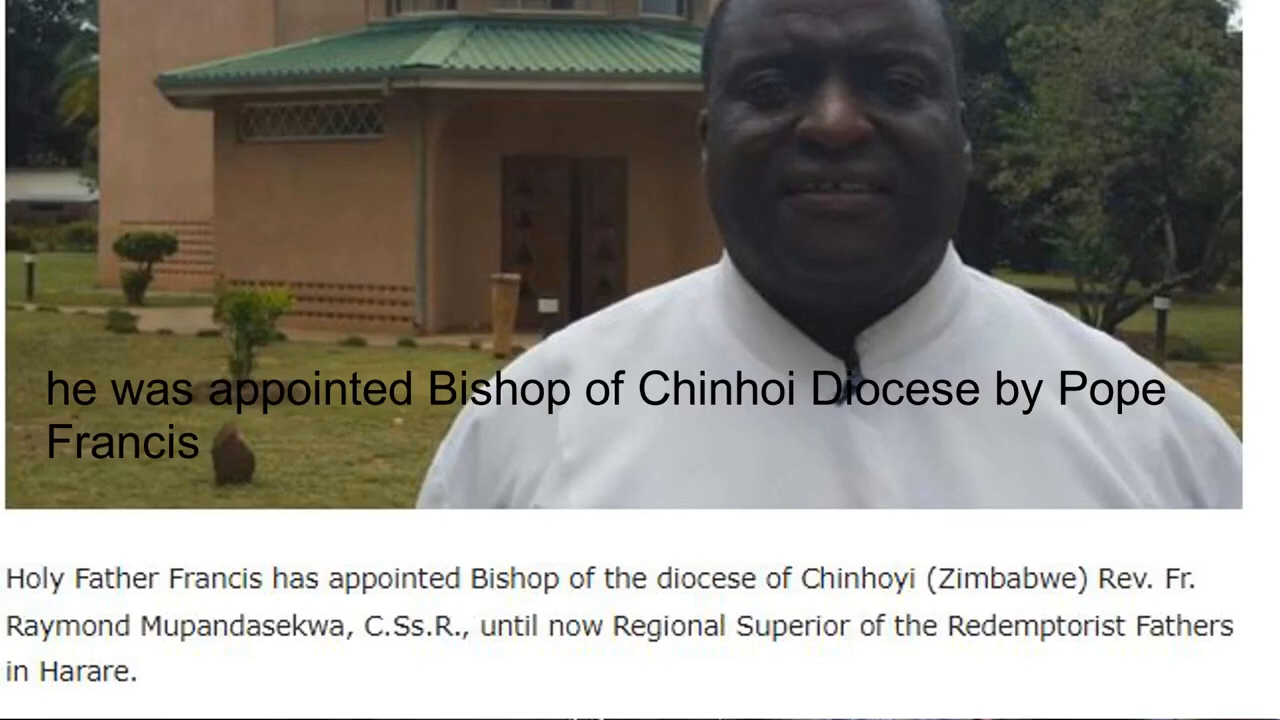 he was appointed Bishop of Chinhoi Diocese by Pope
Francis
Holy Father Francis has appointed Bishop of the diocese of Chinhoyi (Zimbabwe) Rev. Fr.
Raymond Mupandasekwa, C.Ss.R., until now Regional Superior of the Redemptorist Fathers
in Harare.